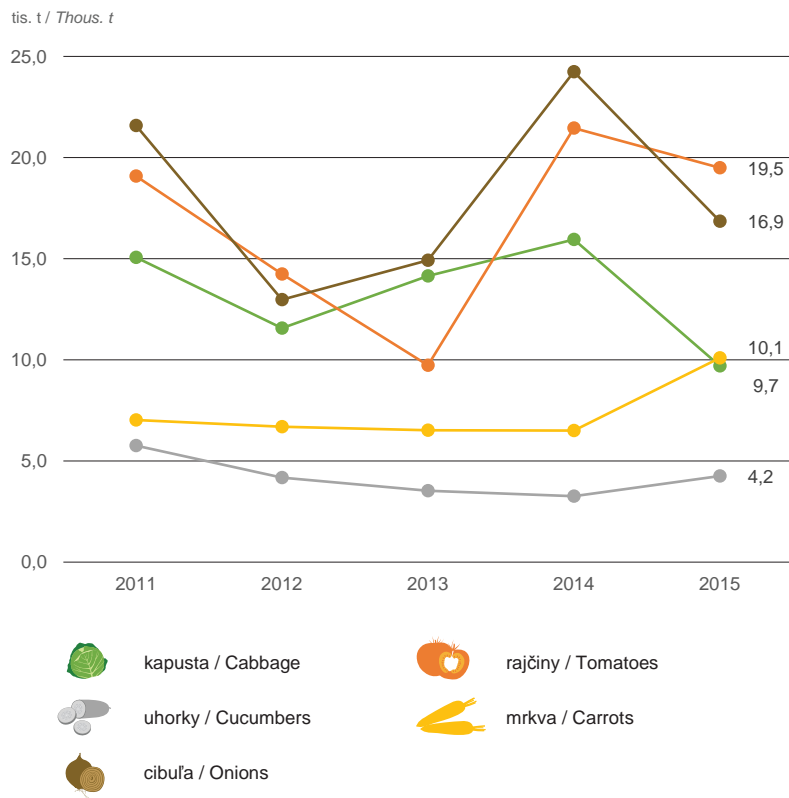 tis. t / Thous. t
25,0
20,0
15,0
10,0
5,0
0,0
19,5
16,9
10,1
9,7
4,2
2011 2012 2013 2014 2015
kapusta / Cabbage rajčiny / Tomatoes
uhorky / Cucumbers mrkva / Carrots
cibuľa / Onions